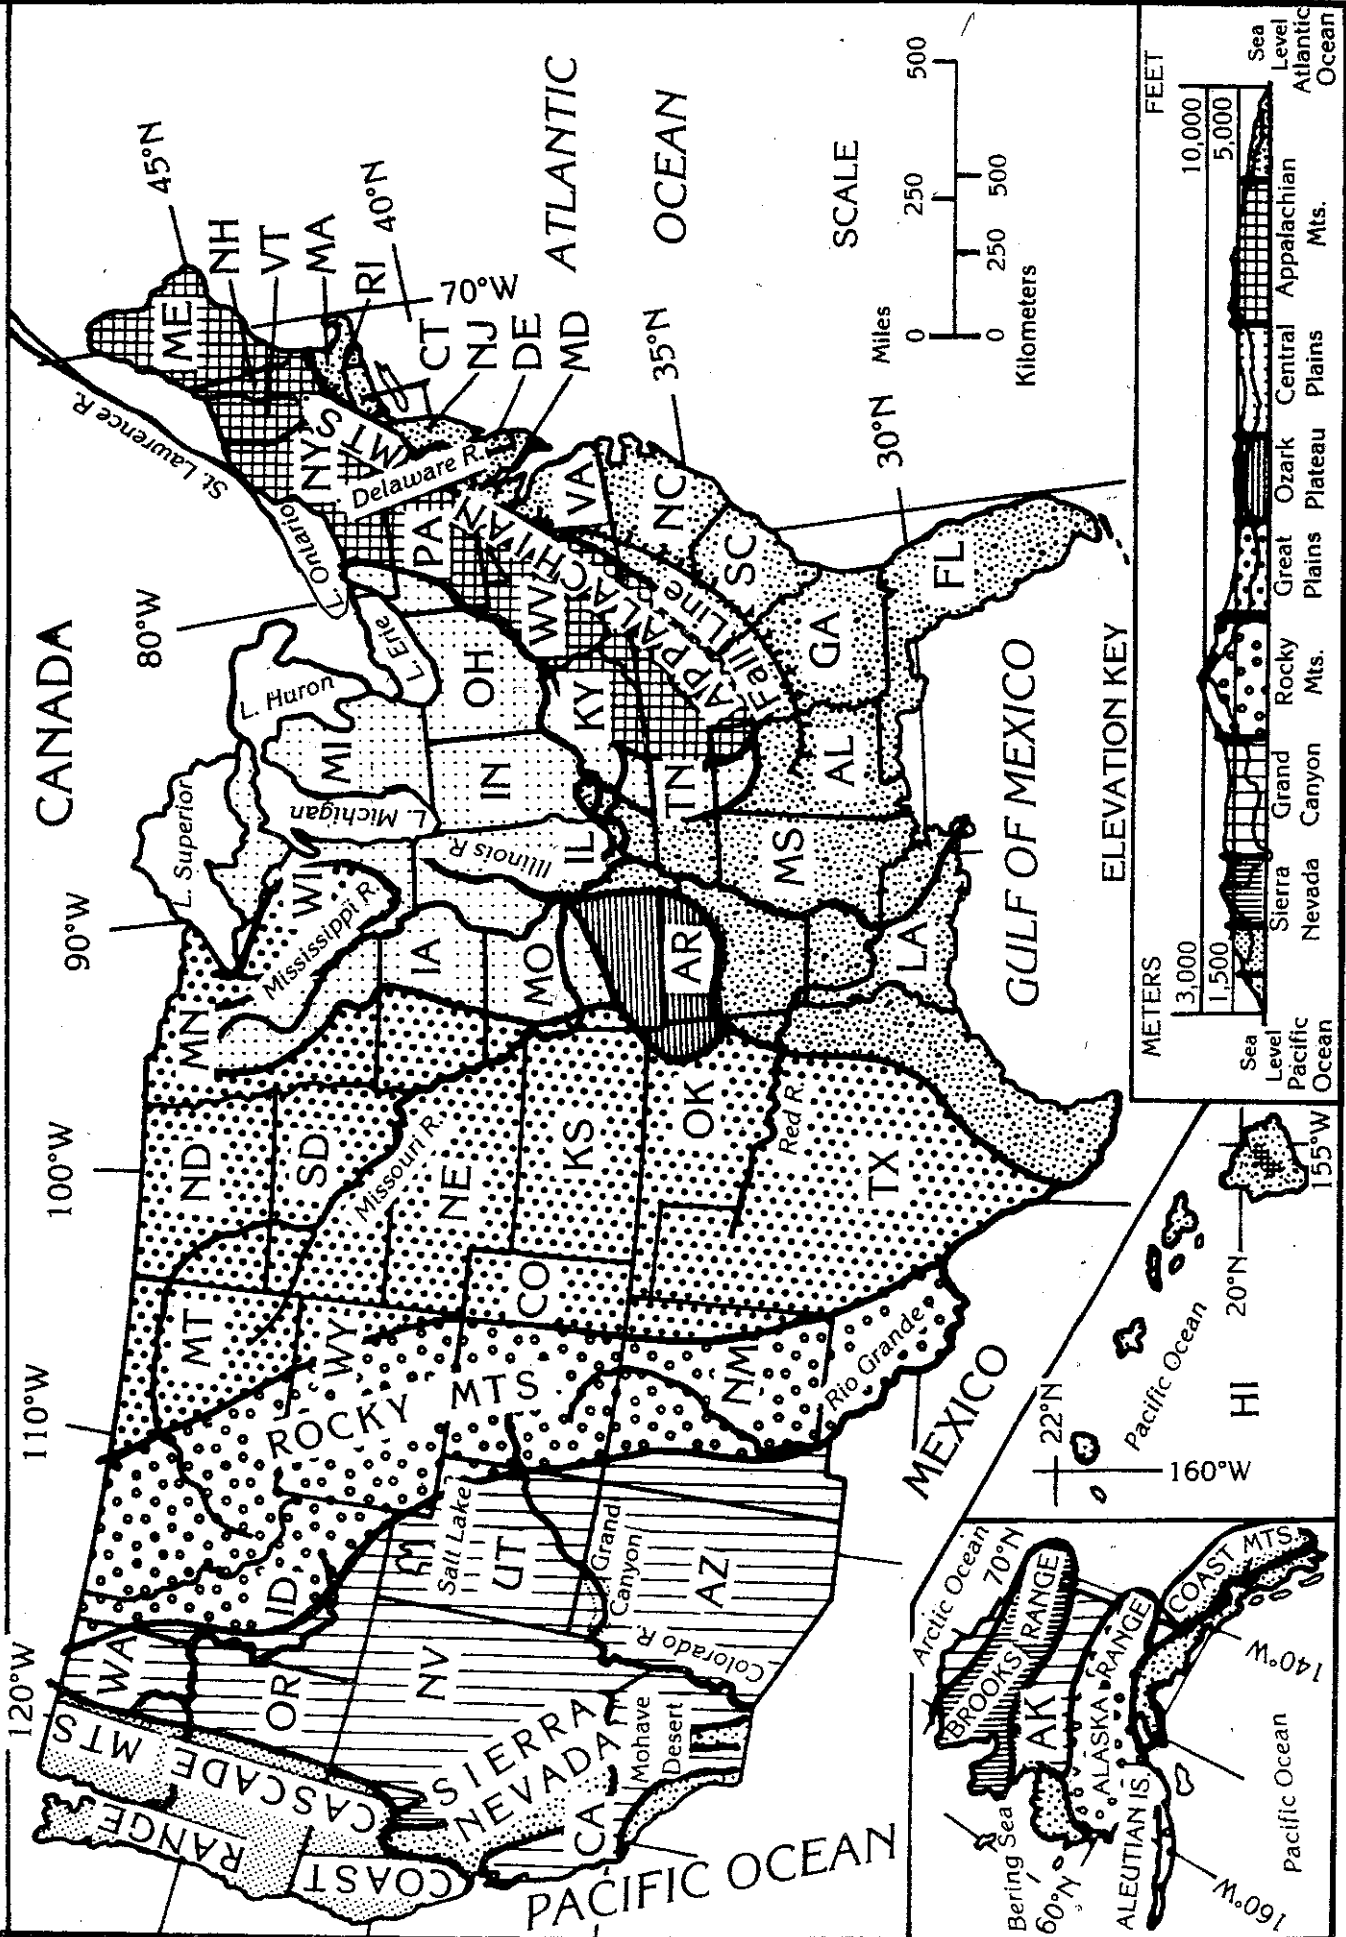 CANADA
120°W
110°W
100°W
90°W
80°W
45°N
40°N
70°W
35°N
30°N
St. Lawrence R.
ME
NH
VT
MA
RI
CT
NJ
DE
MD
NY
PA
Delaware R.
APPALACHIAN MTS
Fall Line
VA
WV
NC
SC
GA
FL
AL
MS
TN
KY
OH
IN
IL
MI
WI
L. Ontario
L. Erie
L. Huron
L. Michigan
L. Superior
Illinois R.
Mississippi R.
MN
IA
MO
AR
LA
ND
SD
NE
KS
OK
TX
Missouri R.
Red R.
MT
WY
CO
NM
ROCKY MTS
Rio Grande
ID
UT
AZ
NV
Salt Lake
Grand
Canyon
Colorado R.
WA
OR
CA
CASCADE MTS
COAST RANGE
SIERRA
NEVADA
Mohave
Desert
PACIFIC OCEAN
ATLANTIC
OCEAN
GULF OF MEXICO
MEXICO
SCALE
Miles
0 250 500
0 250 500
Kilometers
Arctic Ocean
70°N
BROOKS RANGE
AK
ALASKA RANGE
COAST MTS.
Bering Sea
60°N
ALEUTIAN IS.
160°W
140°W
Pacific Ocean
22°N
160°W
Pacific Ocean
HI
20°N
155°W
ELEVATION KEY
METERS
FEET
3,000
10,000
1,500
5,000
Sea
Level
Pacific
Ocean
Sierra
Nevada
Grand
Canyon
Rocky
Mts.
Great
Plains
Ozark
Plateau
Central
Plains
Appalachian
Mts.
Sea
Level
Atlantic
Ocean